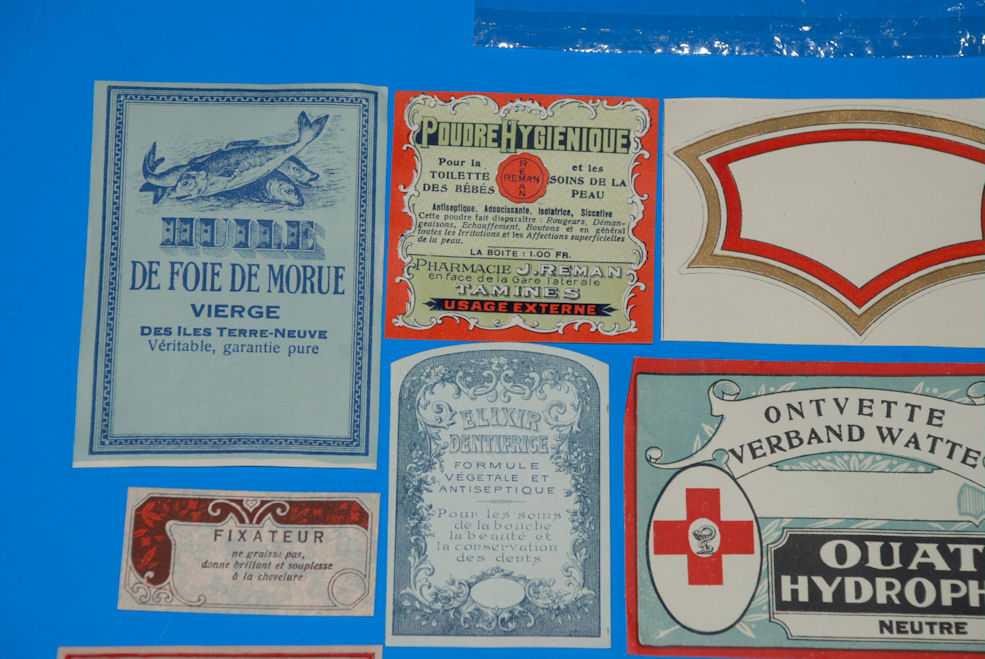 HUILE
DE FOIE DE MORUE
VIERGE
DES ILES TERRE-NEUVE
Véritable, garantie pure
POUDRE HYGIÉNIQUE
Pour la
TOILETTE
DES BÉBÉS
REMAN
REMAN
et les
SOINS DE LA
PEAU
Antiseptique, Adoucissante, Isolatrice, Siccative
Cette poudre fait disparaître : Rougeurs, Déman-
geaisons, Echauffement, Boutons et en général
toutes les Irritations et les Affections superficielles
de la peau.
LA BOITE : 1.00 FR.
PHARMACIE J. REMAN
en face de la Gare latérale
TAMINES
USAGE EXTERNE
FIXATEUR
ne graisse pas,
donne brillant et souplesse
à la chevelure
ELIXIR
DENTIFRICE
FORMULE
VÉGÉTALE ET
ANTISEPTIQUE
Pour les soins
de la bouche
la beauté et
la conservation
des dents
ONTVETTE
VERBAND WATTE
OUAT
HYDROPH
NEUTRE